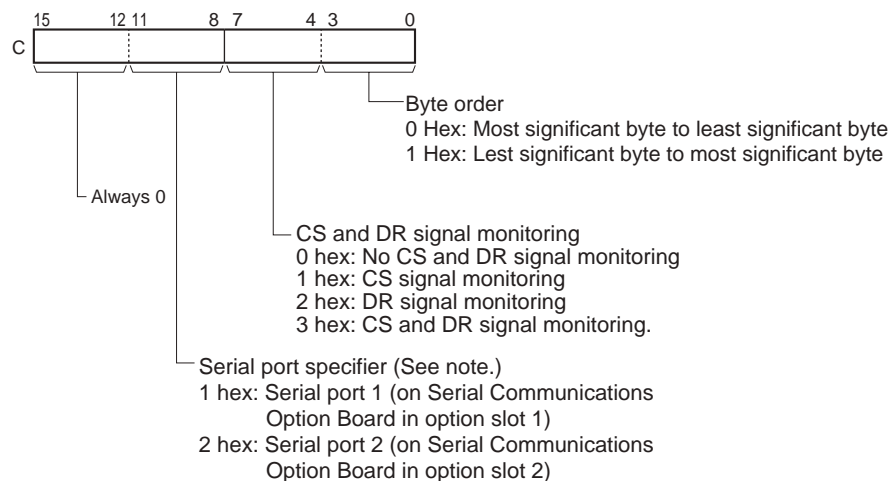 15 12 11 8 7 4 3 0
C
Byte order
0 Hex: Most significant byte to least significant byte
1 Hex: Lest significant byte to most significant byte
Always 0
CS and DR signal monitoring
0 hex: No CS and DR signal monitoring
1 hex: CS signal monitoring
2 hex: DR signal monitoring
3 hex: CS and DR signal monitoring.
Serial port specifier (See note.)
1 hex: Serial port 1 (on Serial Communications
Option Board in option slot 1)
2 hex: Serial port 2 (on Serial Communications
Option Board in option slot 2)